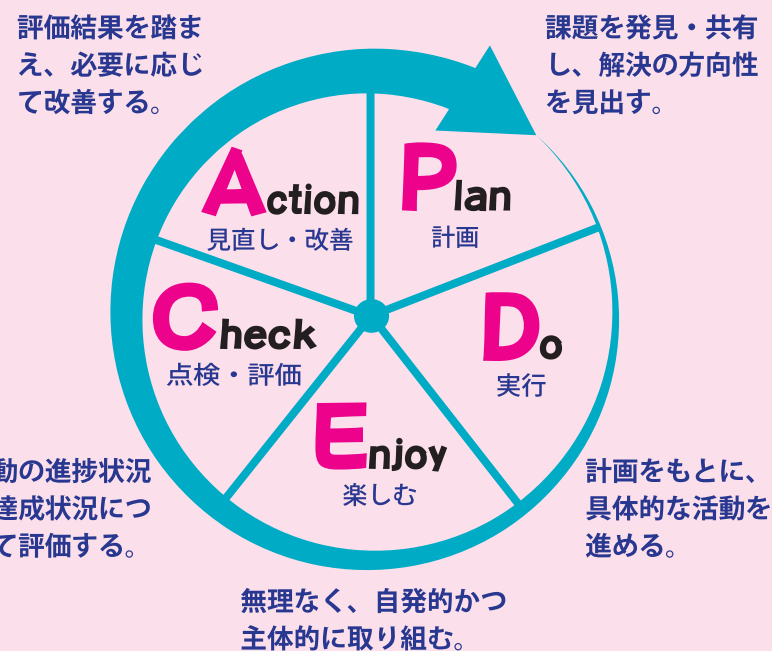 評価結果を踏ま
え、必要に応じ
て改善する。
課題を発見・共有
し、解決の方向性
を見出す。
Action
見直し・改善
Plan
計画
Check
点検・評価
Do
実行
Enjoy
楽しむ
動の進捗状況
達成状況につ
て評価する。
計画をもとに、
具体的な活動を
進める。
無理なく、自発的かつ
主体的に取り組む。